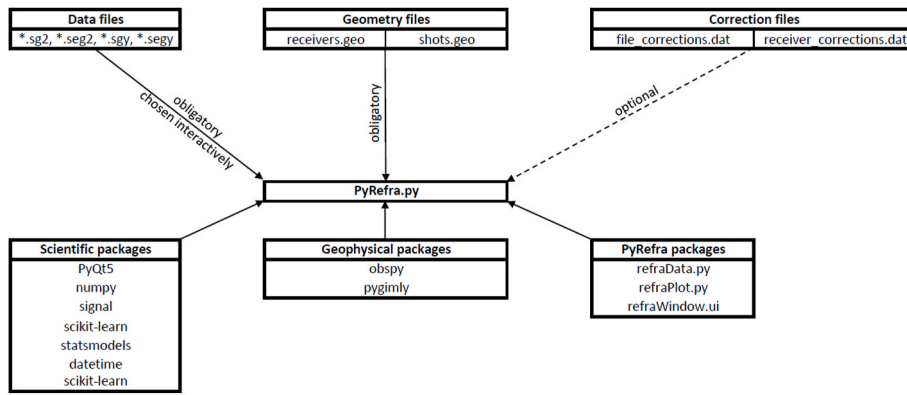 Data files
*.sg2, *.seg2, *.sgy, *.segy
Geometry files
receivers.geo shots.geo
Correction files
file_corrections.dat receiver_corrections.dat
obligatory
chosen interactively
obligatory
optional
PyRefra.py
Scientific packages
PyQt5
numpy
signal
scikit-learn
statsmodels
datetime
scikit-learn
Geophysical packages
obspy
pygimly
PyRefra packages
refraData.py
refraPlot.py
refraWindow.ui